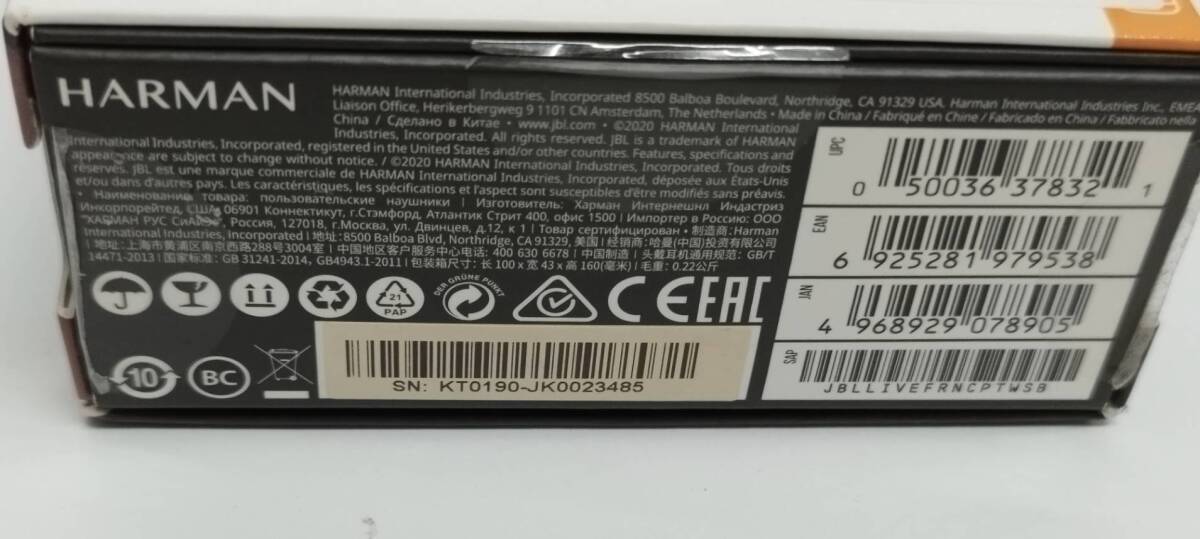 HARMAN
HARMAN International Industries, Incorporated 8500 Balboa Boulevard, Northridge, CA 91329 USA. Harman International Industries Inc., EMEA
Liaison Office, Herikerbergweg 9 1101 CN Amsterdam, The Netherlands • Made in China / Fabriqué en Chine / Fabricado en China / Fabbricato nella
China / Сделано в Китае • www.jbl.com • ©2020 HARMAN International
Industries, Incorporated. All rights reserved. JBL is a trademark of HARMAN
International Industries, Incorporated, registered in the United States and/or other countries. Features, specifications and
appearance are subject to change without notice. / ©2020 HARMAN International Industries, Incorporated. Tous droits
réservés. JBL est une marque commerciale de HARMAN International Industries, Incorporated, déposée aux États-Unis
et/ou dans d'autres pays. Les caractéristiques, les spécifications et l'aspect sont susceptibles d'être modifiés sans préavis.
• Наименование товара: пользовательские наушники | Изготовитель: Харман Интернешнл Индастриз
Инкорпорейтед, США, 06901 Коннектикут, г.Стэмфорд, Атлантик Стрит 400, офис 1500 | Импортер в Россию: ООО
"ХАРМАН РУС СиАйЭс", Россия, 127018, г.Москва, ул. Двинцев, д.12, к 1 | Товар сертифицирован • 制造商: Harman
International Industries, Incorporated | 地址: 8500 Balboa Blvd, Northridge, CA 91329, 美国 | 经销商: 哈曼(中国)投资有限公司
| 地址: 上海市黄浦区南京西路288号3004室 | 中国地区客户服务中心电话: 400 630 6678 | 中国制造 | 头戴耳机通用规范: GB/T
14471-2013 | 国家标准: GB 31241-2014, GB4943.1-2011 | 包装箱尺寸: 长 100 x 宽 43 x 高 160(毫米) | 毛重: 0.22公斤
21
PAP
DER GRÜNE PUNKT
CE
EAC
10
BC
SN: KT0190-JK0023485
UPC
0 50036 37832 1
EAN
6 925281 979538
JAN
4 968929 078905
SAP
JBLLIVEFRNCPTWSB